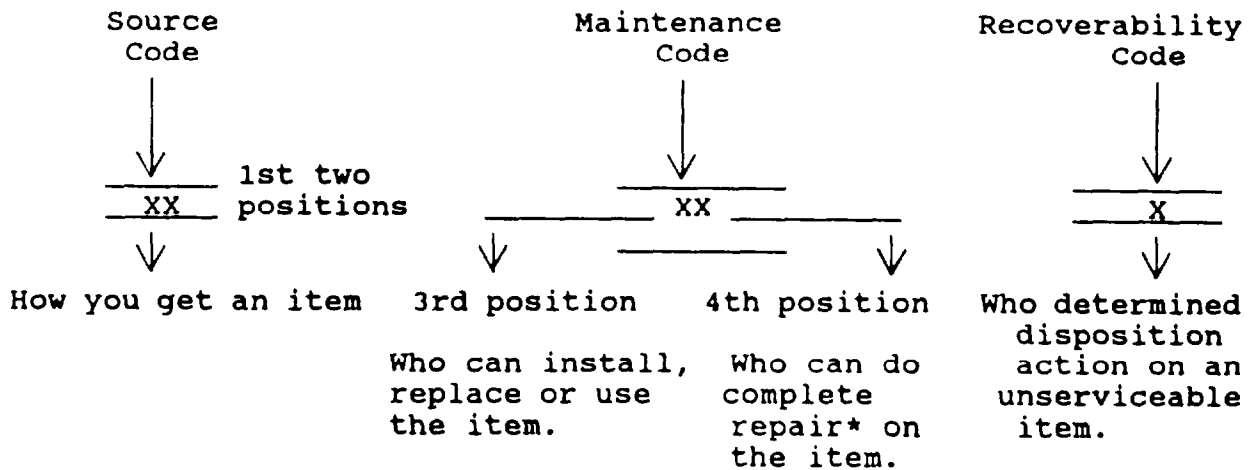 Source Code
Maintenance Code
Recoverability Code
XX
1st two positions
XX
X
How you get an item
3rd position
4th position
Who determined
disposition
action on an
unserviceable
item.
Who can install,
replace or use
the item.
Who can do
complete
repair* on
the item.